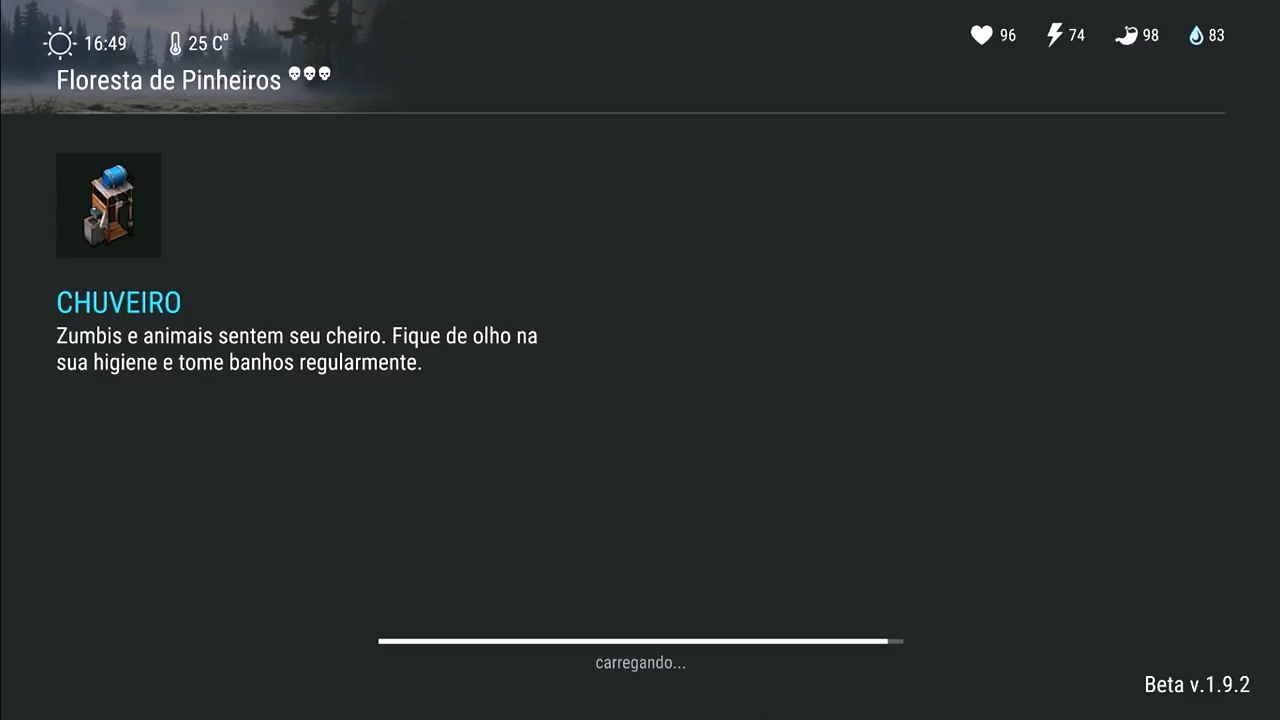 16:49
25 C⁰
96
74
98
83
Floresta de Pinheiros
CHUVEIRO
Zumbis e animais sentem seu cheiro. Fique de olho na
sua higiene e tome banhos regularmente.
carregando...
Beta v.1.9.2